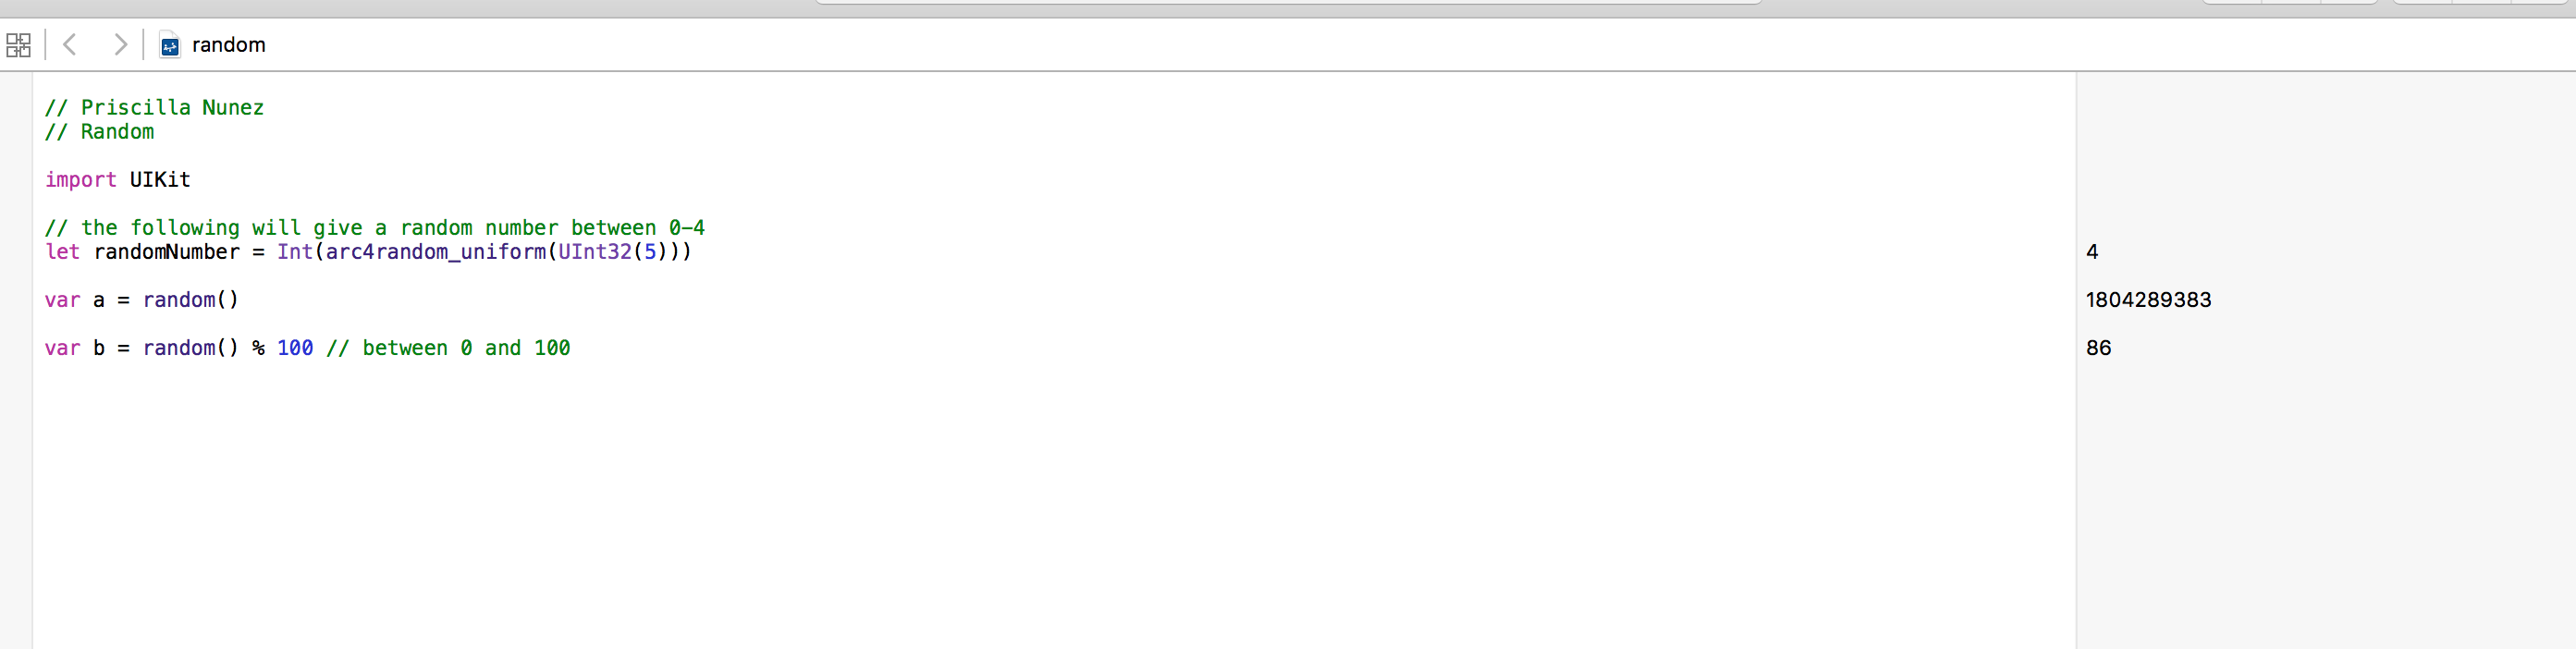 random
// Priscilla Nunez
// Random
import UIKit
// the following will give a random number between 0-4
let randomNumber = Int(arc4random_uniform(UInt32(5))) 4
var a = random() 1804289383
var b = random() % 100 // between 0 and 100 86